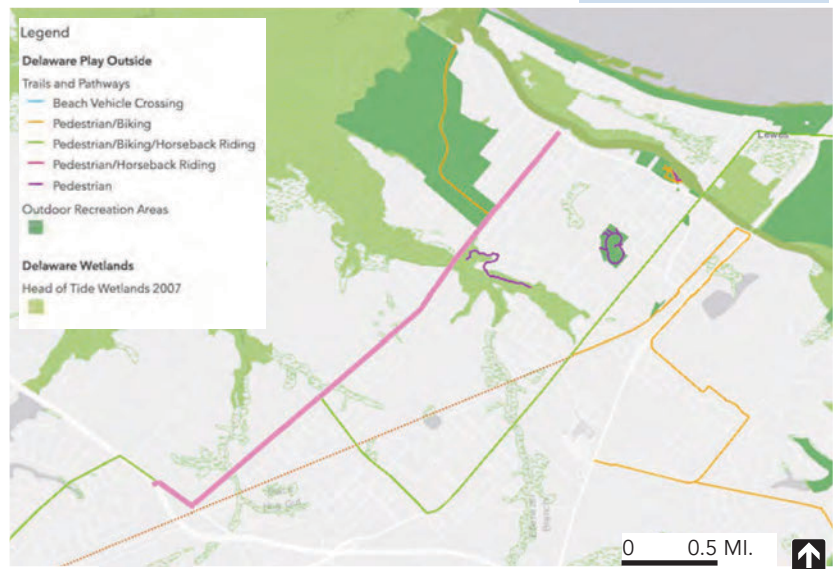 Legend
Delaware Play Outside
Trails and Pathways
Beach Vehicle Crossing
Pedestrian/Biking
Pedestrian/Biking/Horseback Riding
Pedestrian/Horseback Riding
Pedestrian
Outdoor Recreation Areas
Delaware Wetlands
Head of Tide Wetlands 2007
Lewes
0 0.5 MI.